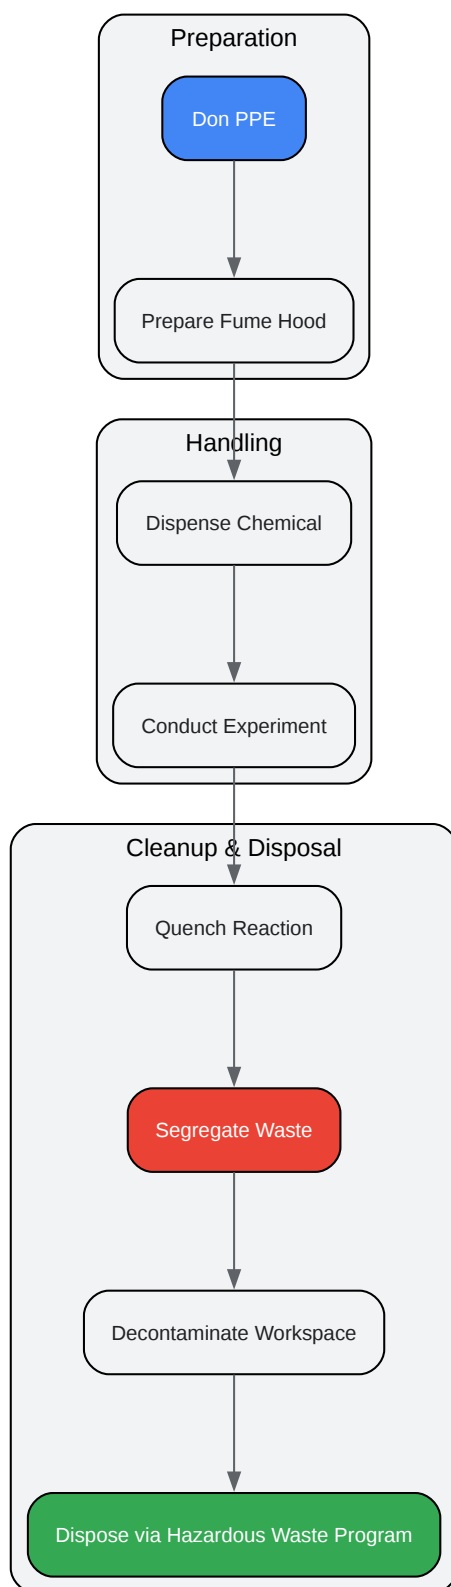 Preparation
Don PPE
Prepare Fume Hood
Handling
Dispense Chemical
Conduct Experiment
Cleanup & Disposal
Quench Reaction
Segregate Waste
Decontaminate Workspace
Dispose via Hazardous Waste Program